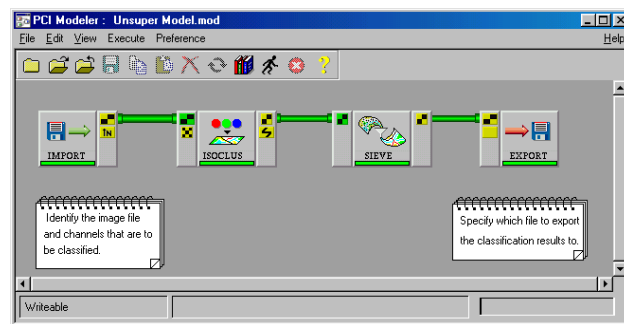 PCI Modeler : Unsuper Model.mod
File Edit View Execute Preference Help
?
1N
IMPORT ISOCLUS SIEVE EXPORT
Identify the image file
and channels that are to
be classified.
Specify which file to export
the classification results to.
Writeable